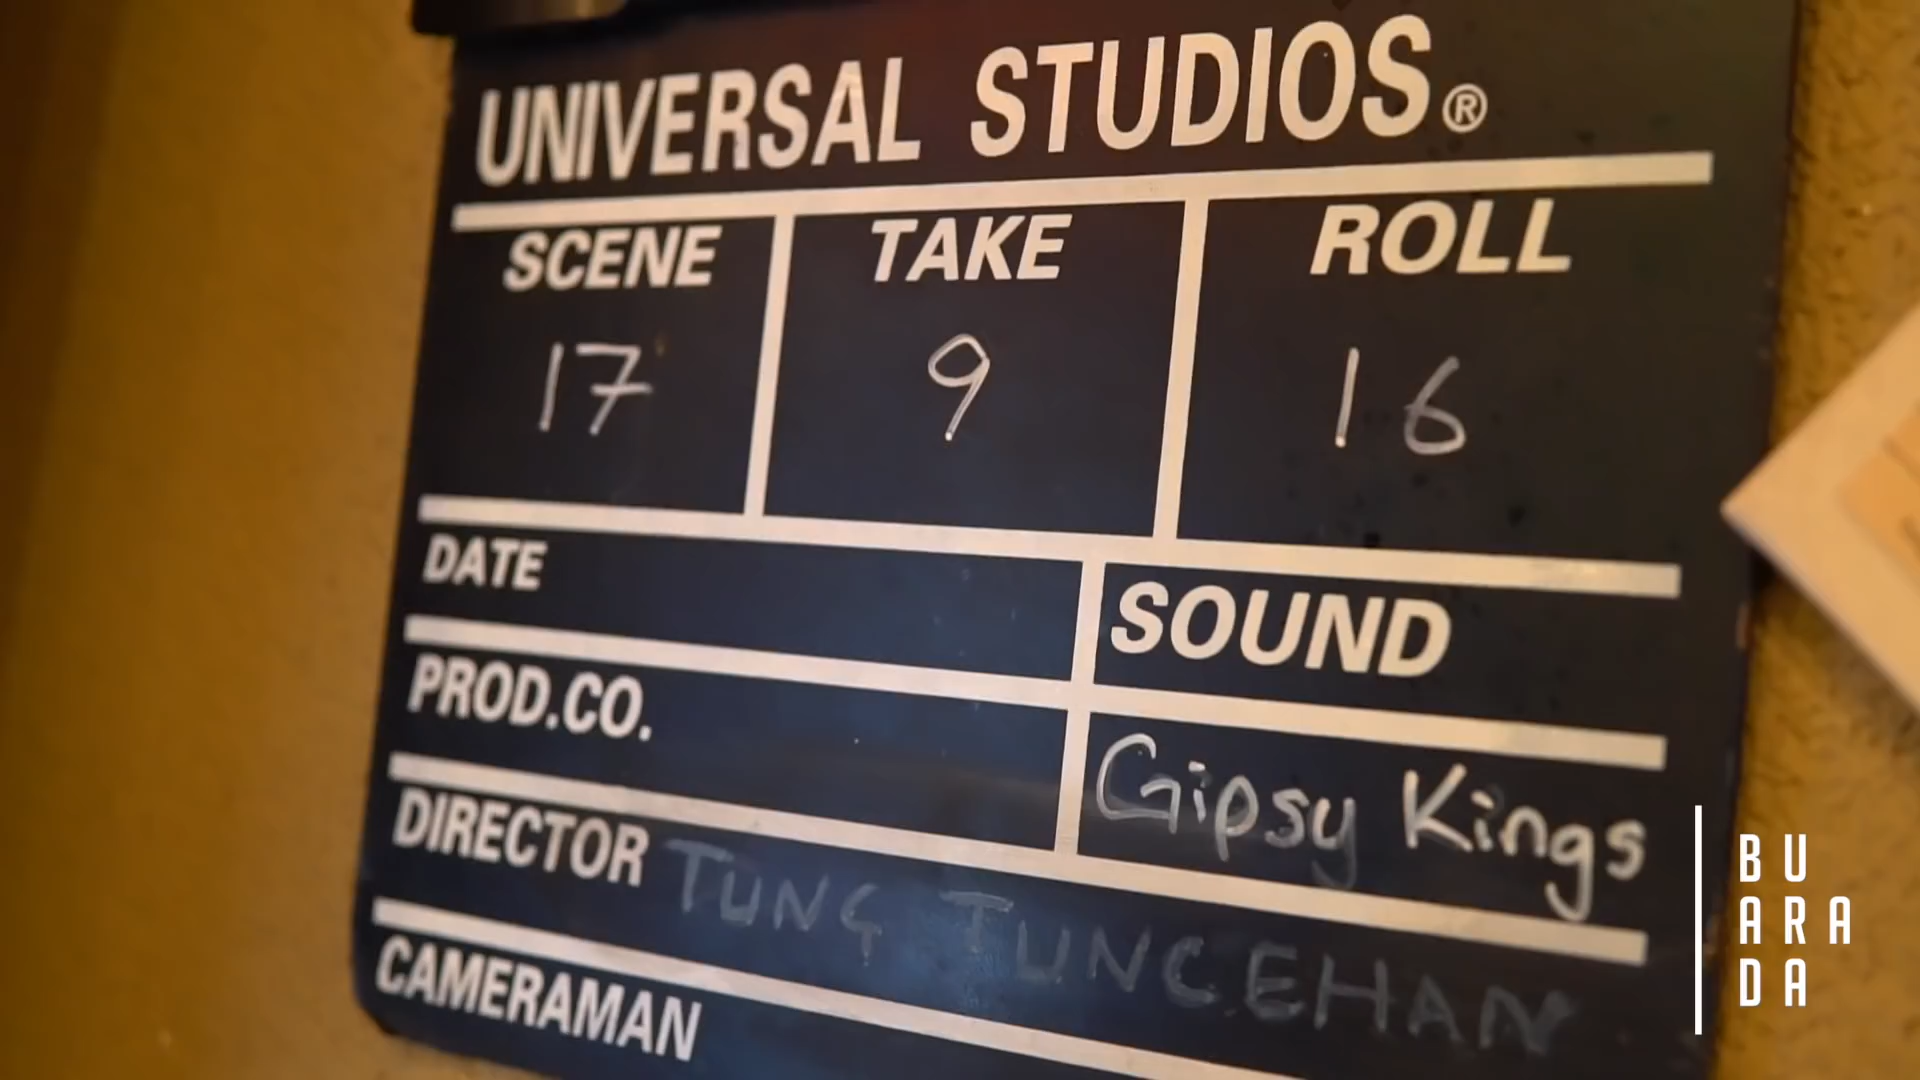 UNIVERSAL STUDIOS®
SCENE TAKE ROLL
17 9 16
DATE
SOUND
PROD.CO.
Gipsy Kings
DIRECTOR TUNG TUNCEHAN
CAMERAMAN
BU
ARA
DA